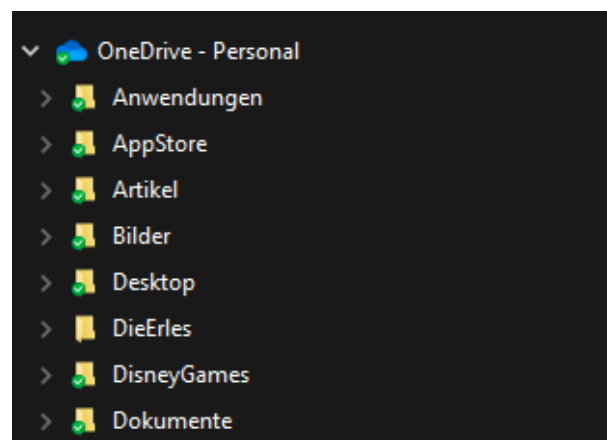 OneDrive - Personal
Anwendungen
AppStore
Artikel
Bilder
Desktop
DieErles
DisneyGames
Dokumente